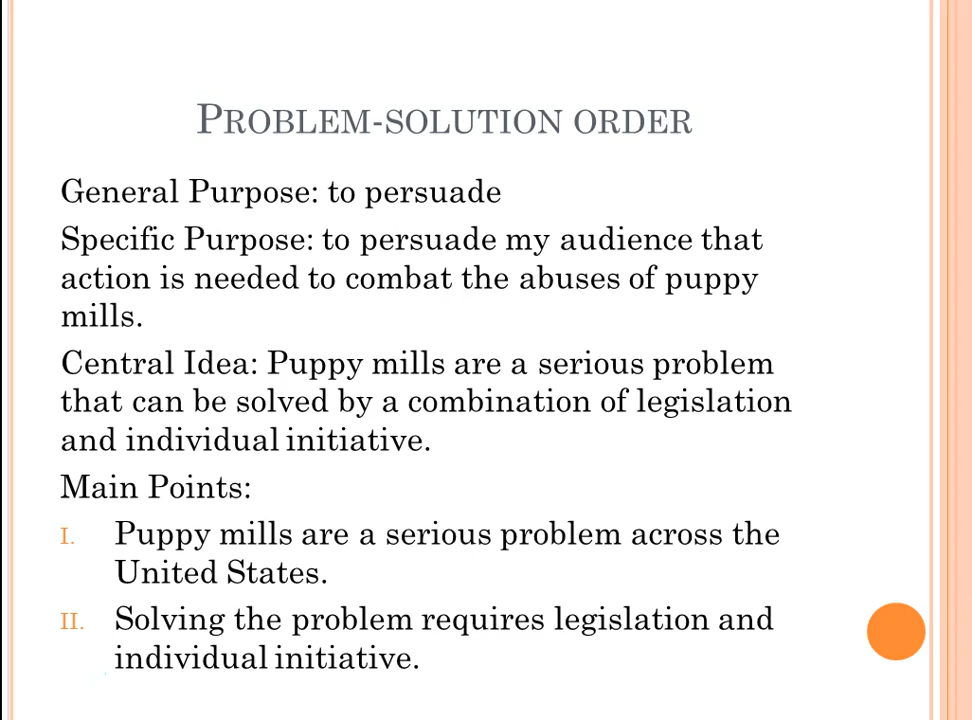 PROBLEM-SOLUTION ORDER
General Purpose: to persuade
Specific Purpose: to persuade my audience that
action is needed to combat the abuses of puppy
mills.
Central Idea: Puppy mills are a serious problem
that can be solved by a combination of legislation
and individual initiative.
Main Points:
I. Puppy mills are a serious problem across the
United States.
II. Solving the problem requires legislation and
individual initiative.